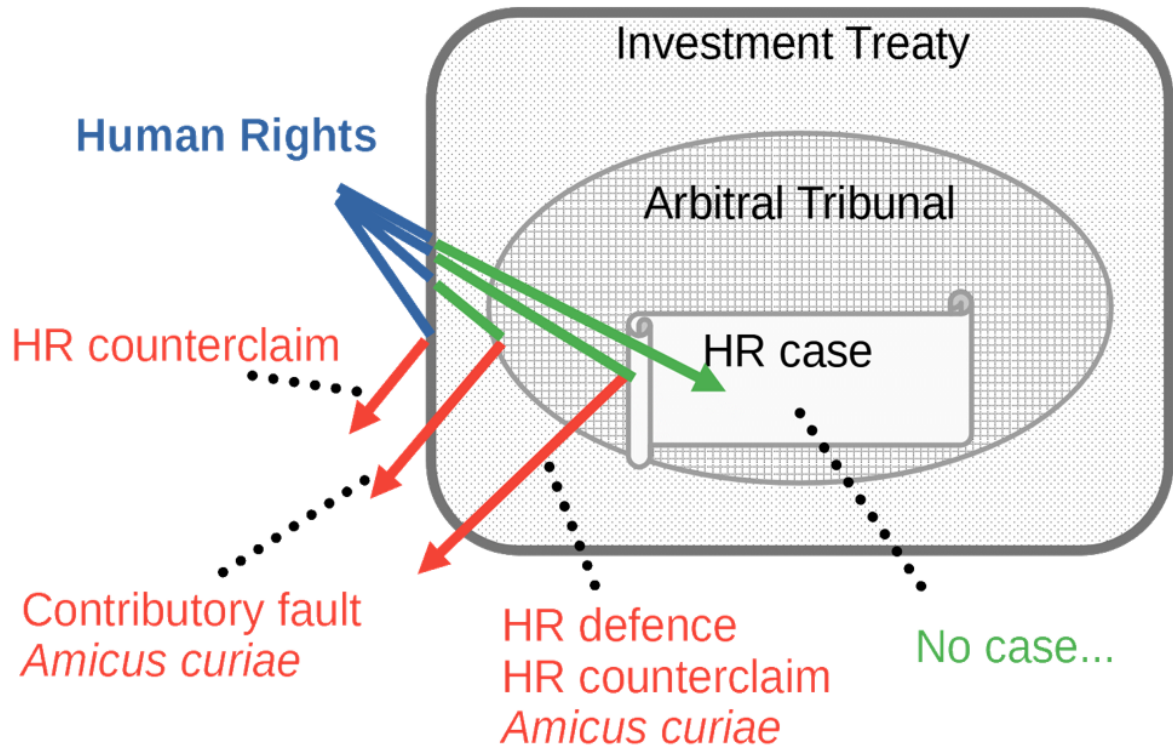 Investment Treaty
Human Rights
Arbitral Tribunal
HR counterclaim
HR case
Contributory fault
Amicus curiae
HR defence
HR counterclaim
Amicus curiae
No case...